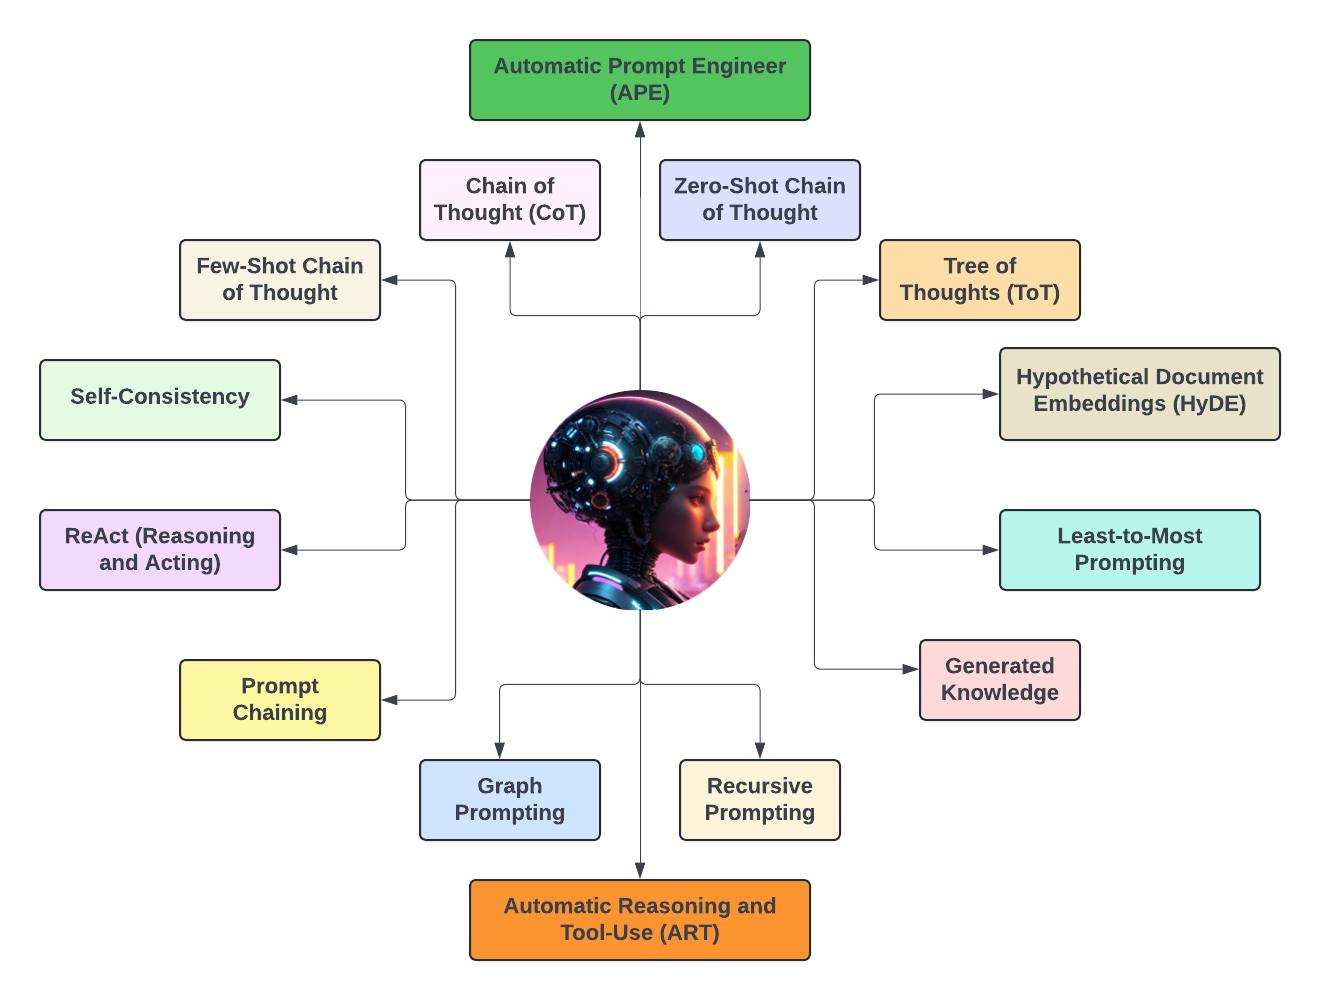 Automatic Prompt Engineer
(APE)
Chain of
Thought (CoT)
Zero-Shot Chain
of Thought
Few-Shot Chain
of Thought
Tree of
Thoughts (ToT)
Self-Consistency
Hypothetical Document
Embeddings (HyDE)
ReAct (Reasoning
and Acting)
Least-to-Most
Prompting
Prompt
Chaining
Generated
Knowledge
Graph
Prompting
Recursive
Prompting
Automatic Reasoning and
Tool-Use (ART)